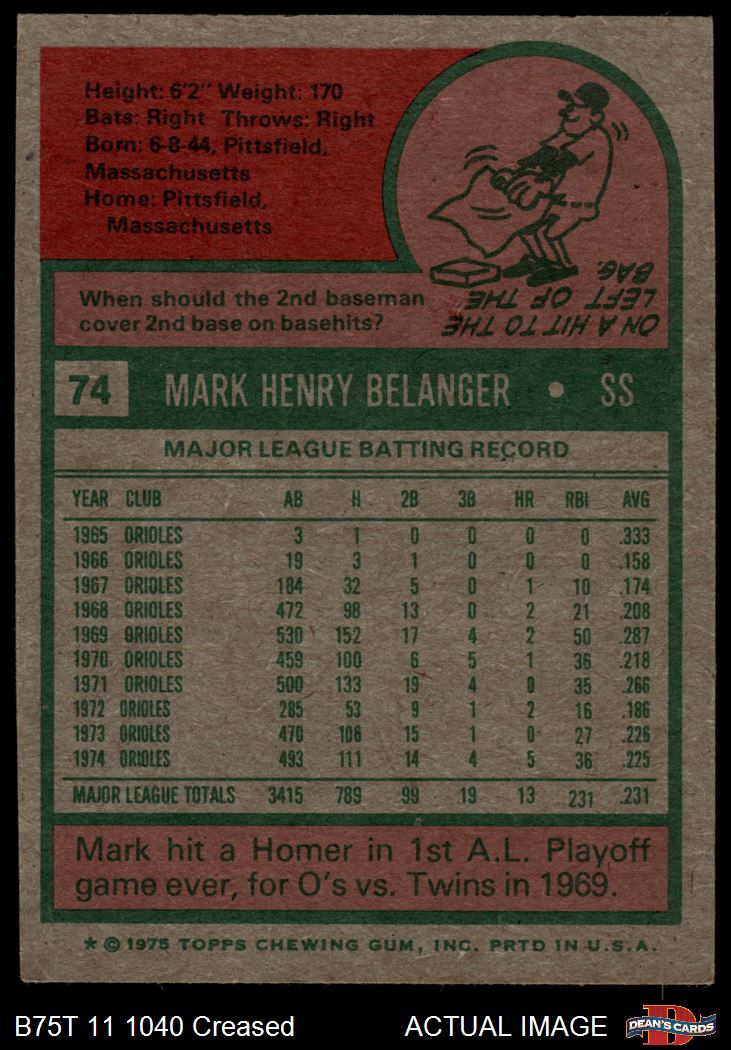 Height: 6'2" Weight: 170
Bats: Right Throws: Right
Born: 6-8-44, Pittsfield,
Massachusetts
Home: Pittsfield,
Massachusetts
When should the 2nd baseman
cover 2nd base on basehits?
ON A HIT TO THE
LEFT OF THE
BAG.
74 MARK HENRY BELANGER • SS
MAJOR LEAGUE BATTING RECORD
YEAR CLUB AB H 2B 3B HR RBI AVG
1965 ORIOLES 3 1 0 0 0 0 .333
1966 ORIOLES 19 3 1 0 0 0 .158
1967 ORIOLES 184 32 5 0 1 10 .174
1968 ORIOLES 472 98 13 0 2 21 .208
1969 ORIOLES 530 152 17 4 2 50 .287
1970 ORIOLES 459 100 6 5 1 36 .218
1971 ORIOLES 500 133 19 4 0 35 .266
1972 ORIOLES 285 53 9 1 2 16 .186
1973 ORIOLES 470 106 15 1 0 27 .226
1974 ORIOLES 493 111 14 4 5 36 .225
MAJOR LEAGUE TOTALS 3415 789 99 19 13 231 .231
Mark hit a Homer in 1st A.L. Playoff
game ever, for O's vs. Twins in 1969.
* © 1975 TOPPS CHEWING GUM, INC. PRTD IN U.S.A.
B75T 11 1040 Creased ACTUAL IMAGE
D
DEAN'S CARDS